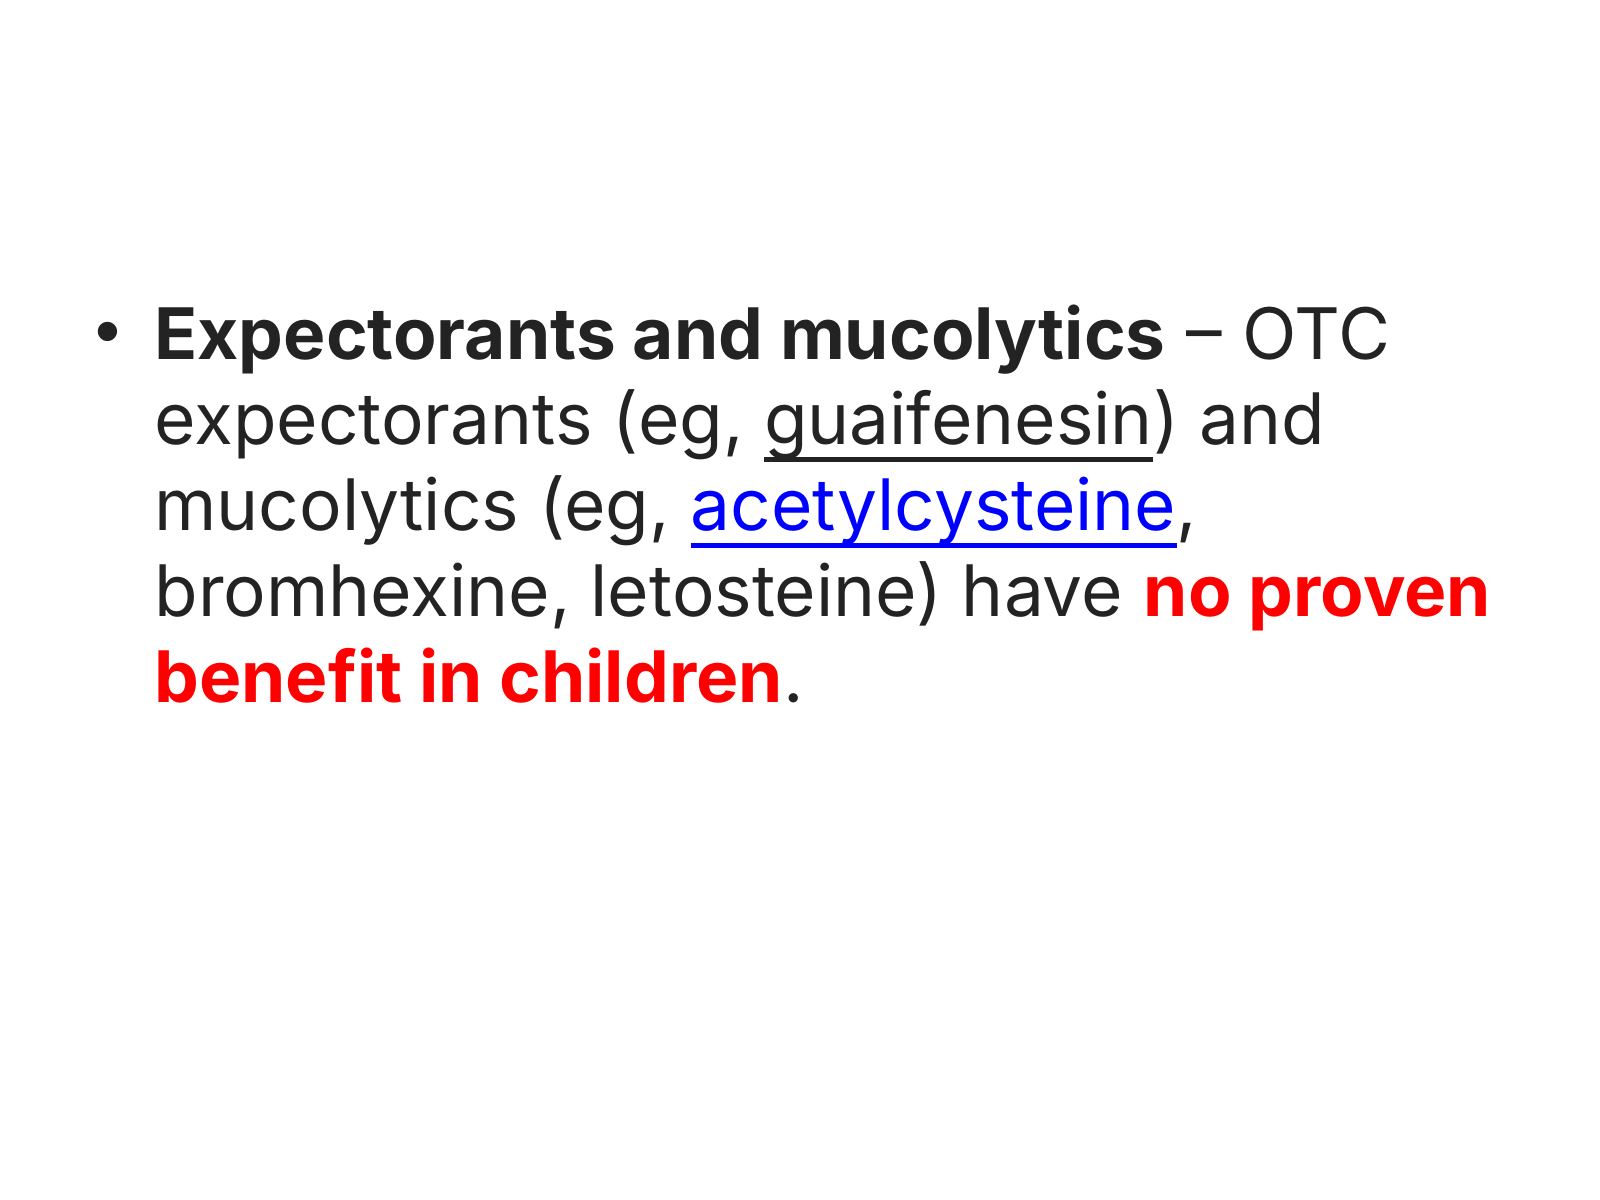 • Expectorants and mucolytics – OTC
expectorants (eg, guaifenesin) and
mucolytics (eg, acetylcysteine,
bromhexine, letosteine) have no proven
benefit in children.